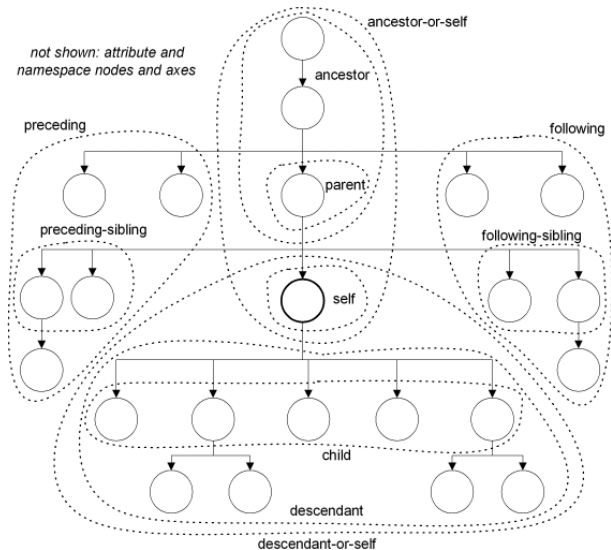 ancestor-or-self
not shown: attribute and
namespace nodes and axes
ancestor
preceding
following
parent
preceding-sibling
following-sibling
self
child
descendant
descendant-or-self